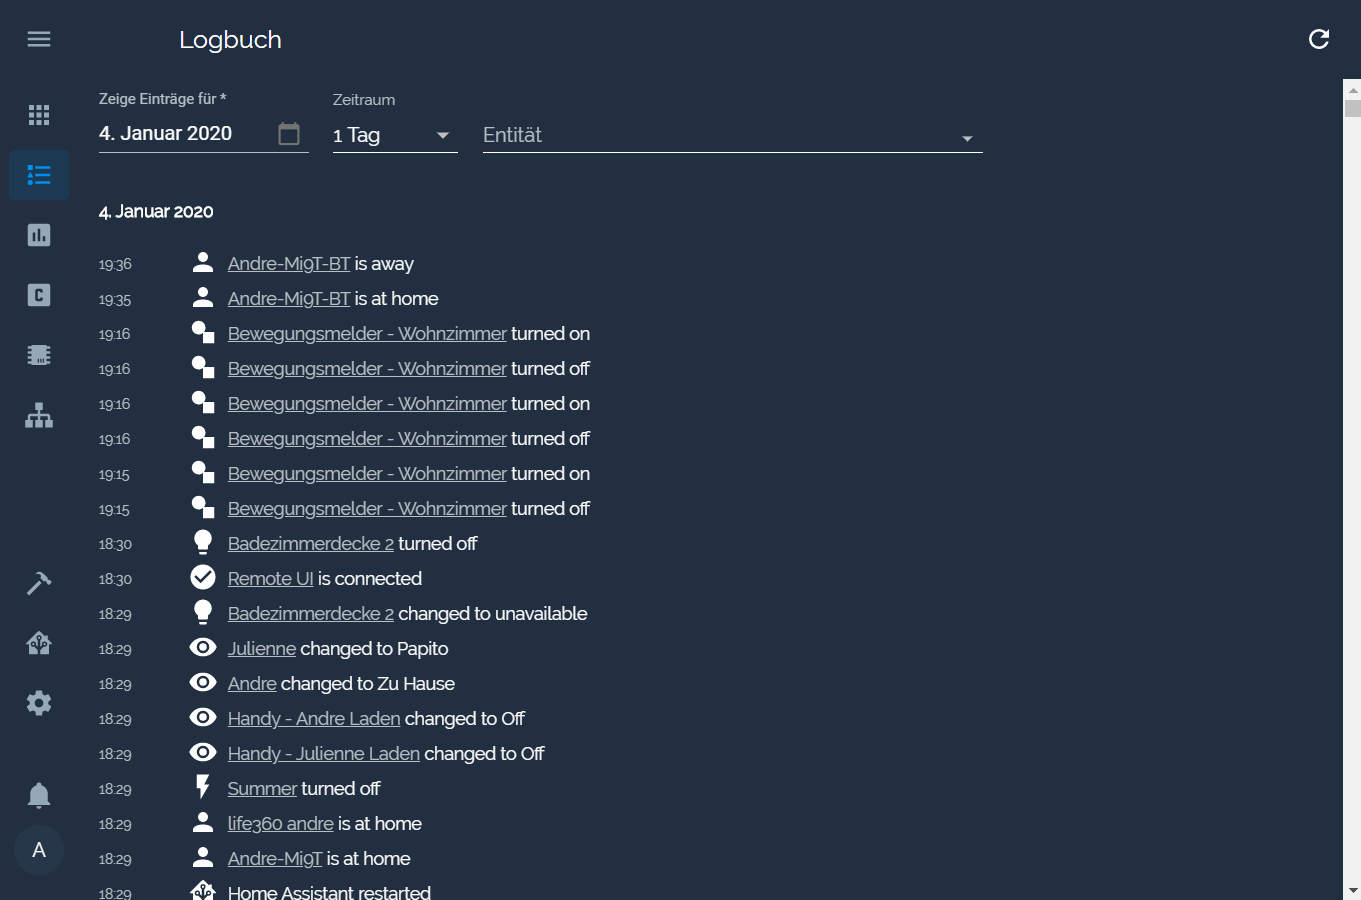 Logbuch
Zeige Einträge für *
Zeitraum
4. Januar 2020
1 Tag
Entität
4. Januar 2020
19:36 Andre-Mi9T-BT is away
19:35 Andre-Mi9T-BT is at home
19:16 Bewegungsmelder - Wohnzimmer turned on
19:16 Bewegungsmelder - Wohnzimmer turned off
19:16 Bewegungsmelder - Wohnzimmer turned on
19:16 Bewegungsmelder - Wohnzimmer turned off
19:15 Bewegungsmelder - Wohnzimmer turned on
19:15 Bewegungsmelder - Wohnzimmer turned off
18:30 Badezimmerdecke 2 turned off
18:30 Remote UI is connected
18:29 Badezimmerdecke 2 changed to unavailable
18:29 Julienne changed to Papito
18:29 Andre changed to Zu Hause
18:29 Handy - Andre Laden changed to Off
18:29 Handy - Julienne Laden changed to Off
18:29 Summer turned off
18:29 life360 andre is at home
18:29 Andre-Mi9T is at home
18:29 Home Assistant restarted
C
A